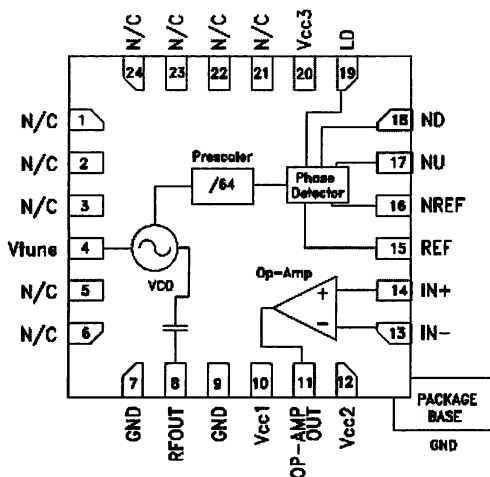 N/C
N/C
N/C
N/C
Vcc3
LD
24
23
22
21
20
19
N/C
1
N/C
2
N/C
3
Vtune
4
N/C
5
N/C
6
18
ND
17
NU
16
NREF
15
REF
14
IN+
13
IN-
Prescaler
/64
Phase
Detector
VCO
Op-Amp
+
-
7
8
9
10
11
12
GND
RFOUT
GND
Vcc1
OP-AMP
OUT
Vcc2
PACKAGE
BASE
GND